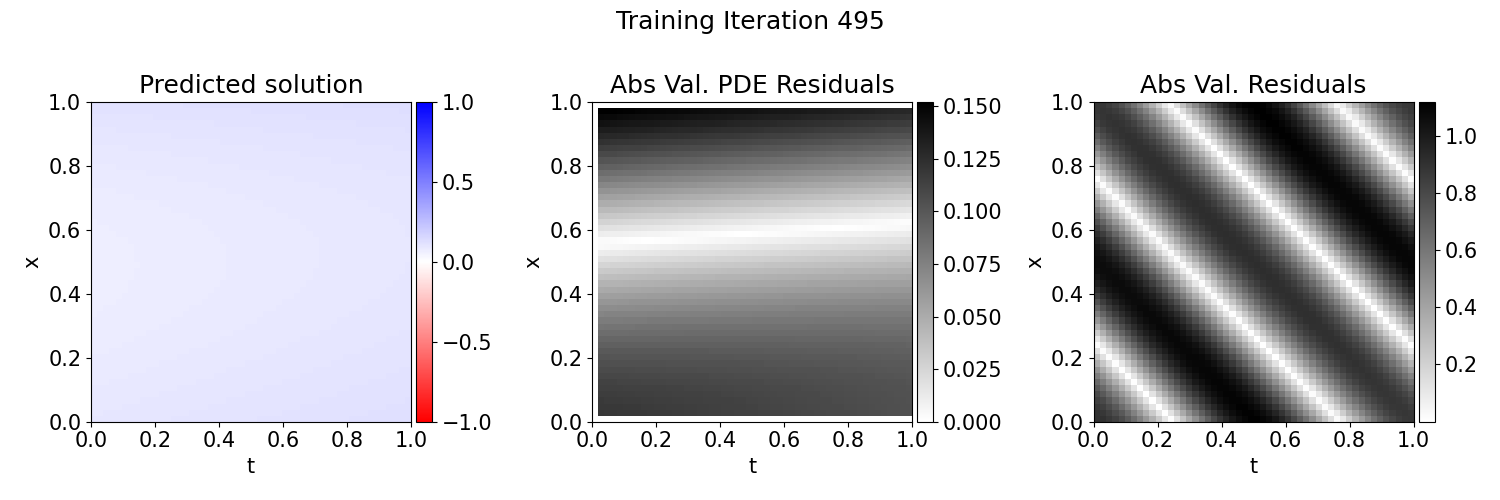 Training Iteration 495
Predicted solution
Abs Val. PDE Residuals
Abs Val. Residuals
1.0
0.8
0.6
0.4
0.2
0.0
x
0.0 0.2 0.4 0.6 0.8 1.0
t
1.0
0.5
0.0
−0.5
−1.0
1.0
0.8
0.6
0.4
0.2
0.0
x
0.0 0.2 0.4 0.6 0.8 1.0
t
0.150
0.125
0.100
0.075
0.050
0.025
0.000
1.0
0.8
0.6
0.4
0.2
0.0
x
0.0 0.2 0.4 0.6 0.8 1.0
t
1.0
0.8
0.6
0.4
0.2